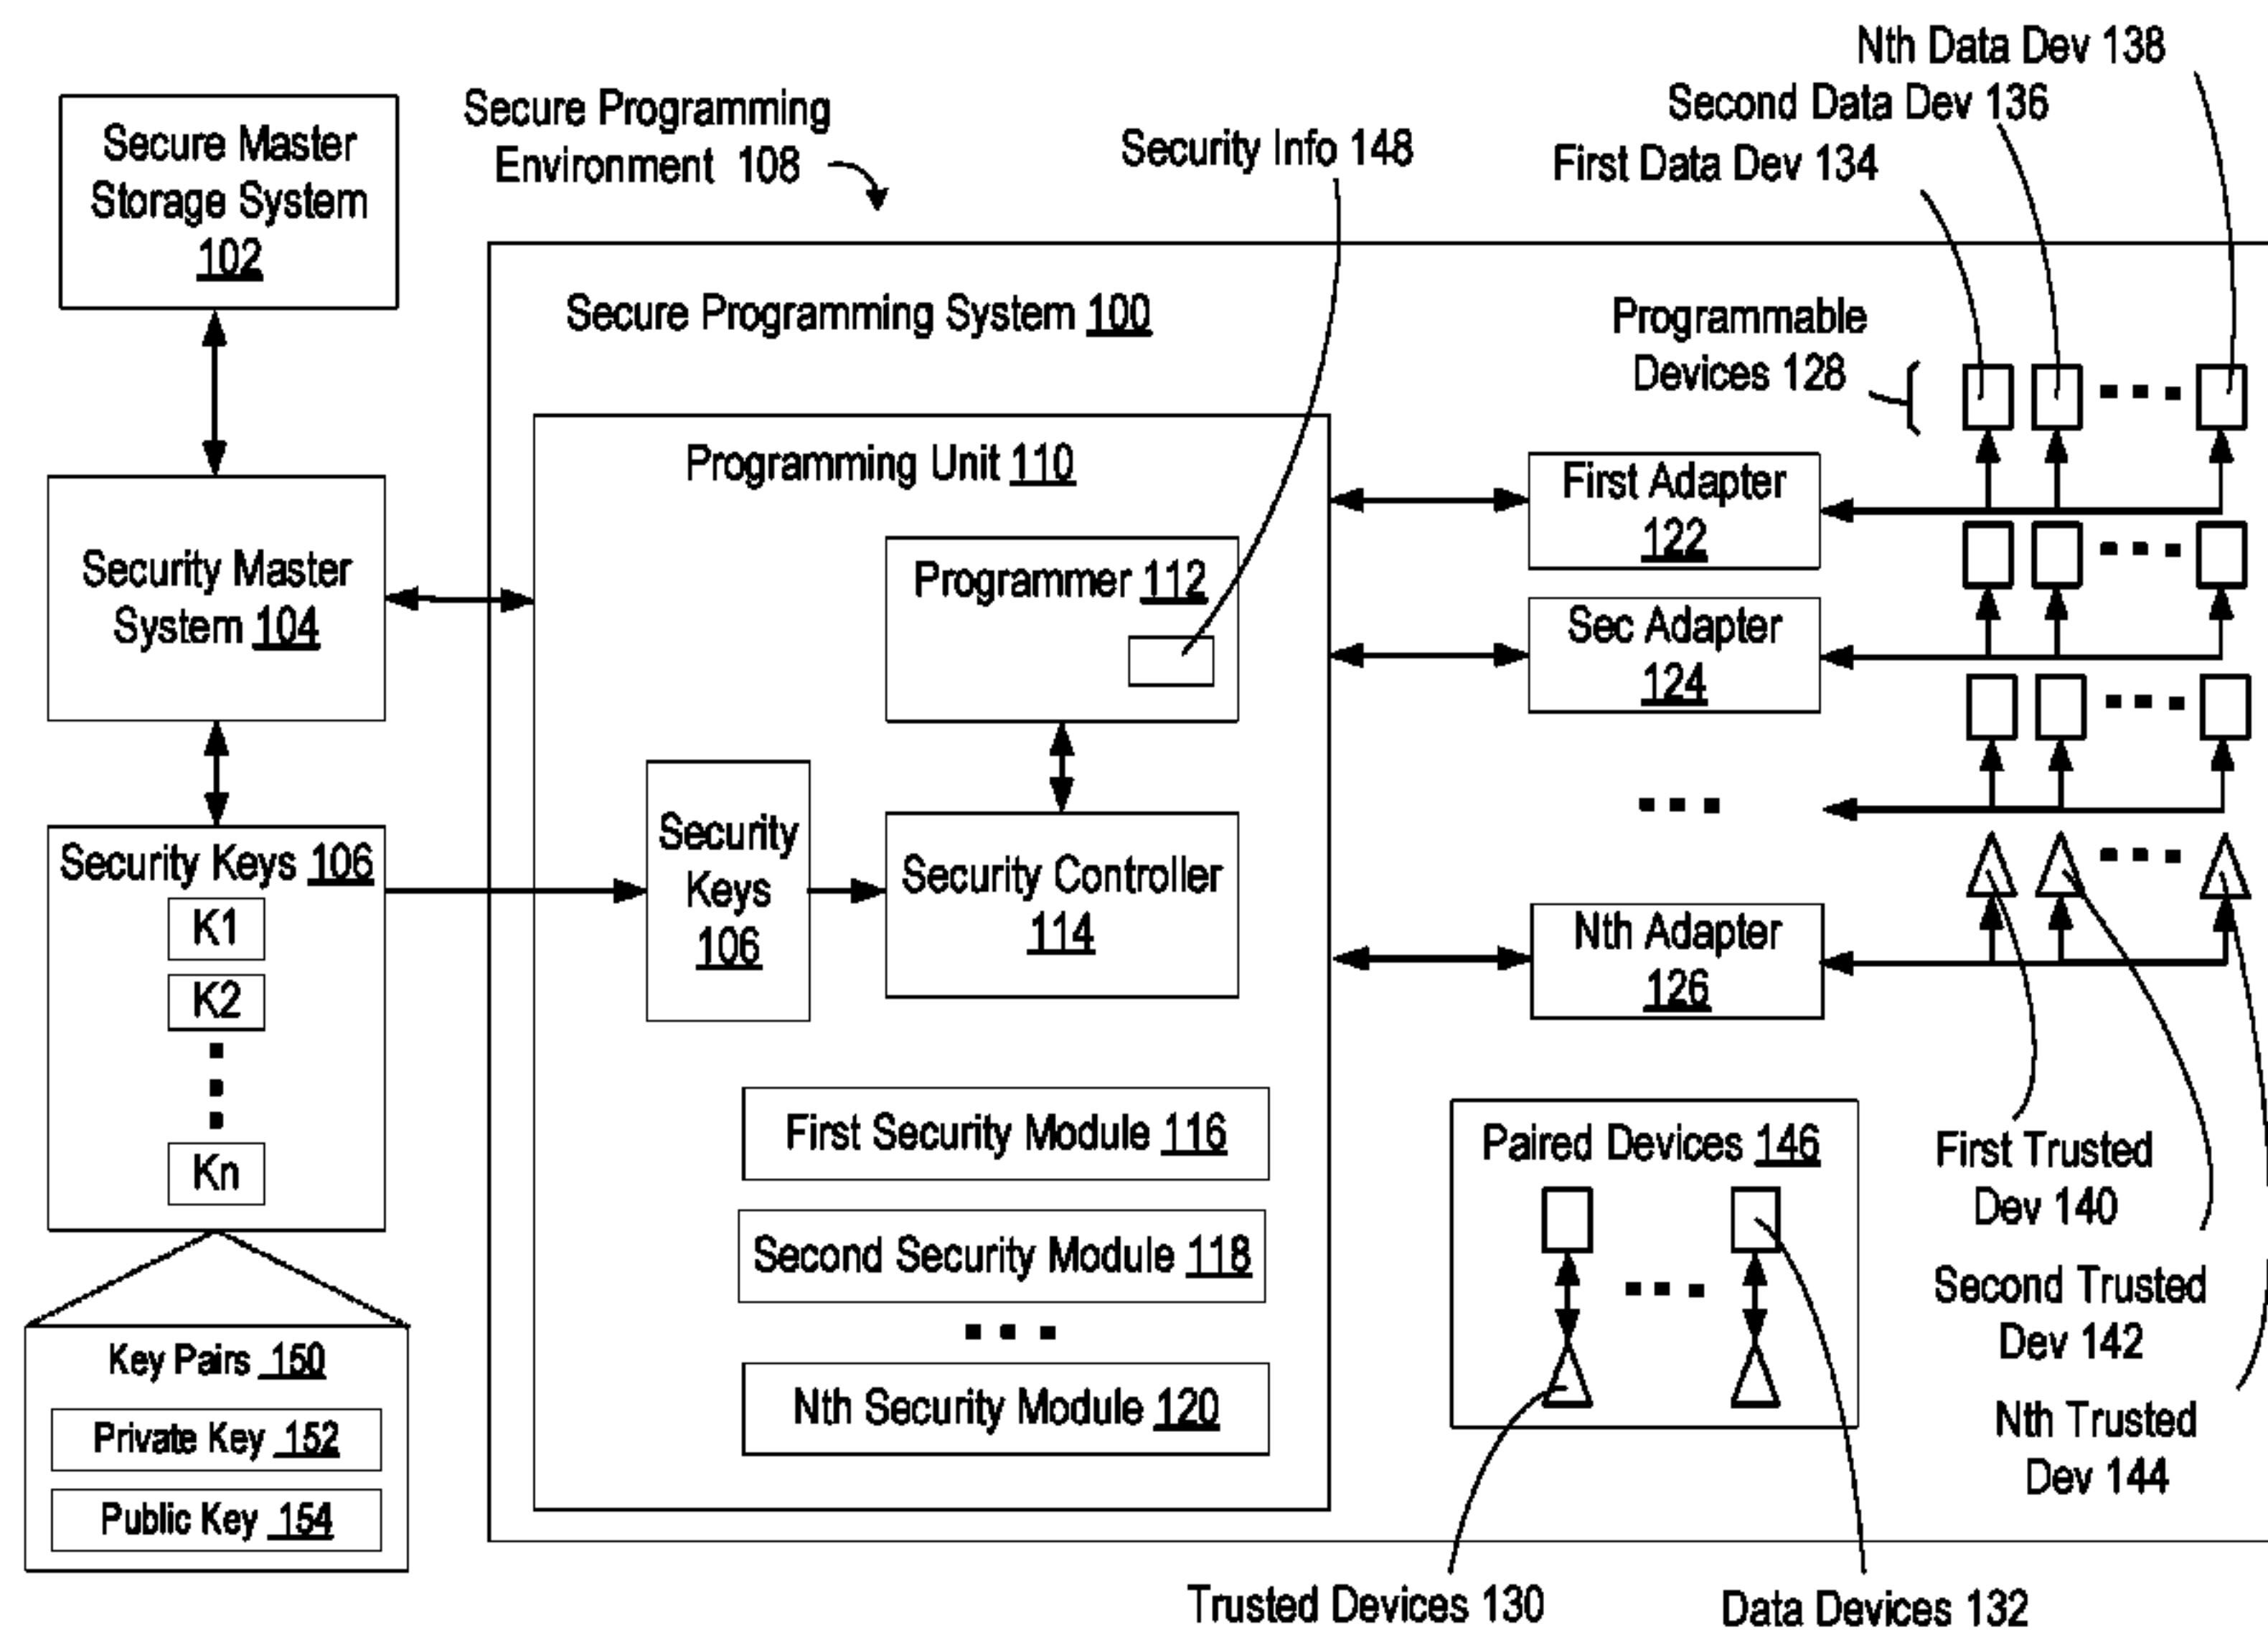 Nth Data Dev 138
Second Data Dev 136
First Data Dev 134
Secure Programming
Environment 108
Security Info 148
Secure Master
Storage System
102
Secure Programming System 100
Programmable
Devices 128
Programming Unit 110
First Adapter
122
Programmer 112
Security Master
System 104
Sec Adapter
124
Security
Keys
106
Security Controller
114
Security Keys 106
K1
K2
Kn
Nth Adapter
126
First Security Module 116
Second Security Module 118
Nth Security Module 120
Paired Devices 146
First Trusted
Dev 140
Second Trusted
Dev 142
Nth Trusted
Dev 144
Key Pairs 150
Private Key 152
Public Key 154
Trusted Devices 130
Data Devices 132